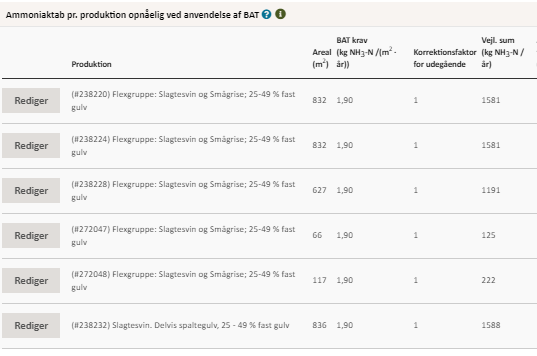 Ammoniaktab pr. produktion opnåelig ved anvendelse af BAT ? i
Produktion Areal (m²) BAT krav (kg NH3-N /(m² · år)) Korrektionsfaktor for udegående Vejl. sum (kg NH3-N / år)
Rediger (#238220) Flexgruppe: Slagtesvin og Smågrise; 25-49 % fast gulv 832 1,90 1 1581
Rediger (#238224) Flexgruppe: Slagtesvin og Smågrise; 25-49 % fast gulv 832 1,90 1 1581
Rediger (#238228) Flexgruppe: Slagtesvin og Smågrise; 25-49 % fast gulv 627 1,90 1 1191
Rediger (#272047) Flexgruppe: Slagtesvin og Smågrise; 25-49 % fast gulv 66 1,90 1 125
Rediger (#272048) Flexgruppe: Slagtesvin og Smågrise; 25-49 % fast gulv 117 1,90 1 222
Rediger (#238232) Slagtesvin. Delvis spaltegulv, 25 - 49 % fast gulv 836 1,90 1 1588